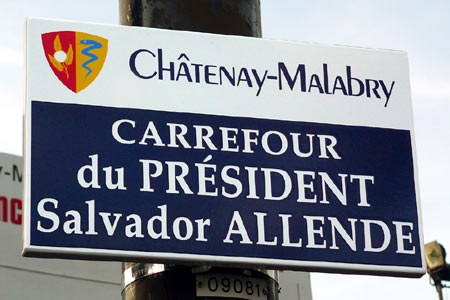 Châtenay-Malabry
CARREFOUR
du PRÉSIDENT
Salvador ALLENDE
09081